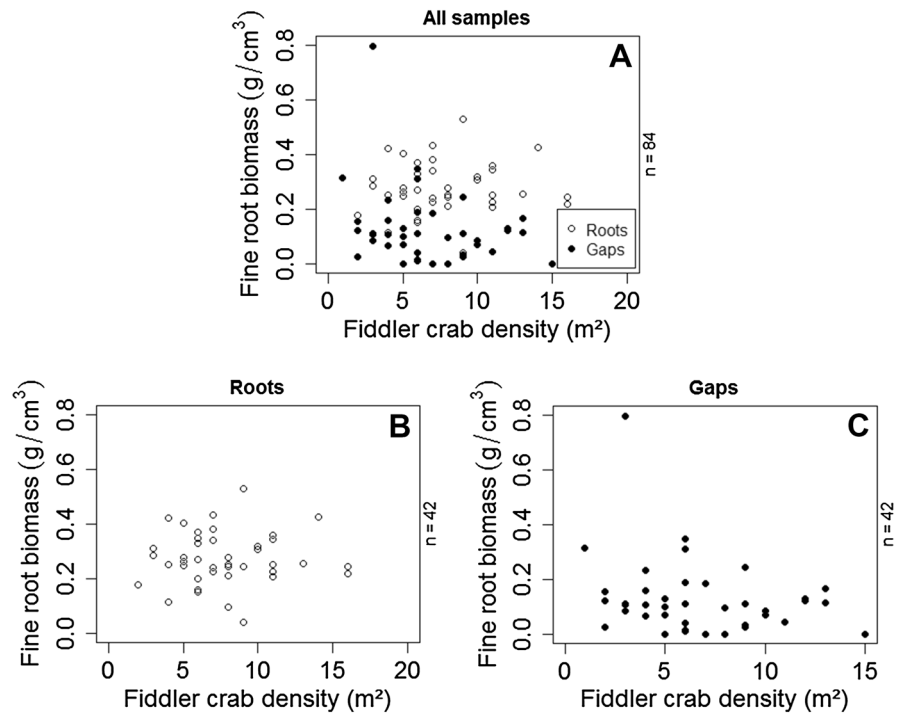 All samples
A
Fine root biomass (g/cm³)
0.8
0.6
0.4
0.2
0.0
0 5 10 15 20
Fiddler crab density (m²)
n = 84
Roots
Gaps
Roots
B
Fine root biomass (g/cm³)
0.8
0.6
0.4
0.2
0.0
0 5 10 15 20
Fiddler crab density (m²)
n = 42
Gaps
C
Fine root biomass (g/cm³)
0.8
0.6
0.4
0.2
0.0
0 5 10 15
Fiddler crab density (m²)
n = 42